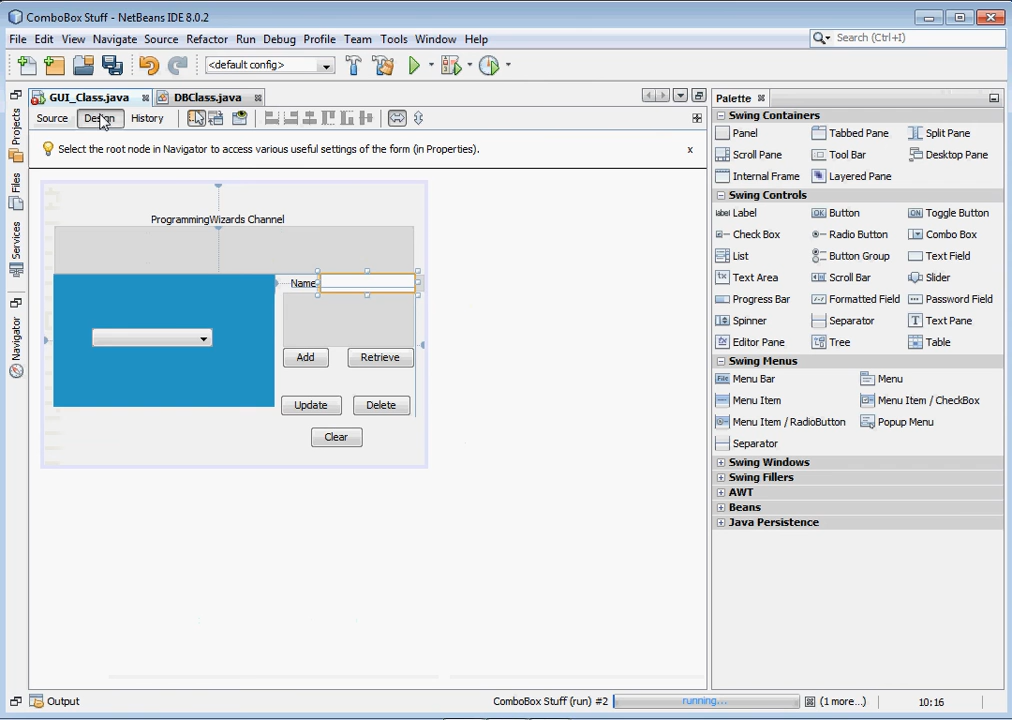 ComboBox Stuff - NetBeans IDE 8.0.2
File Edit View Navigate Source Refactor Run Debug Profile Team Tools Window Help
Search (Ctrl+I)
<default config>
GUI_Class.java DBClass.java
Source Design History
Select the root node in Navigator to access various useful settings of the form (in Properties). x
Projects
Files
Services
Navigator
ProgrammingWizards Channel
Name
Add Retrieve
Update Delete
Clear
Palette
Swing Containers
Panel Tabbed Pane Split Pane
Scroll Pane Tool Bar Desktop Pane
Internal Frame Layered Pane
Swing Controls
label Label OK Button ON Toggle Button
Check Box Radio Button Combo Box
List Button Group Text Field
Text Area Scroll Bar Slider
Progress Bar Formatted Field Password Field
Spinner Separator Text Pane
Editor Pane Tree Table
Swing Menus
Menu Bar Menu
Menu Item Menu Item / CheckBox
Menu Item / RadioButton Popup Menu
Separator
Swing Windows
Swing Fillers
AWT
Beans
Java Persistence
Output ComboBox Stuff (run) #2 running... (1 more...) 10:16